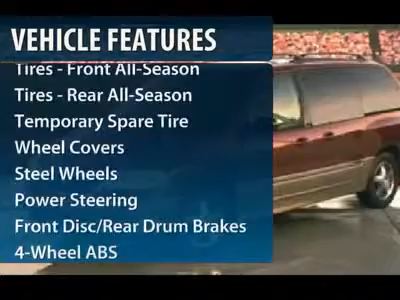 VEHICLE FEATURES
Tires - Front All-Season
Tires - Rear All-Season
Temporary Spare Tire
Wheel Covers
Steel Wheels
Power Steering
Front Disc/Rear Drum Brakes
4-Wheel ABS